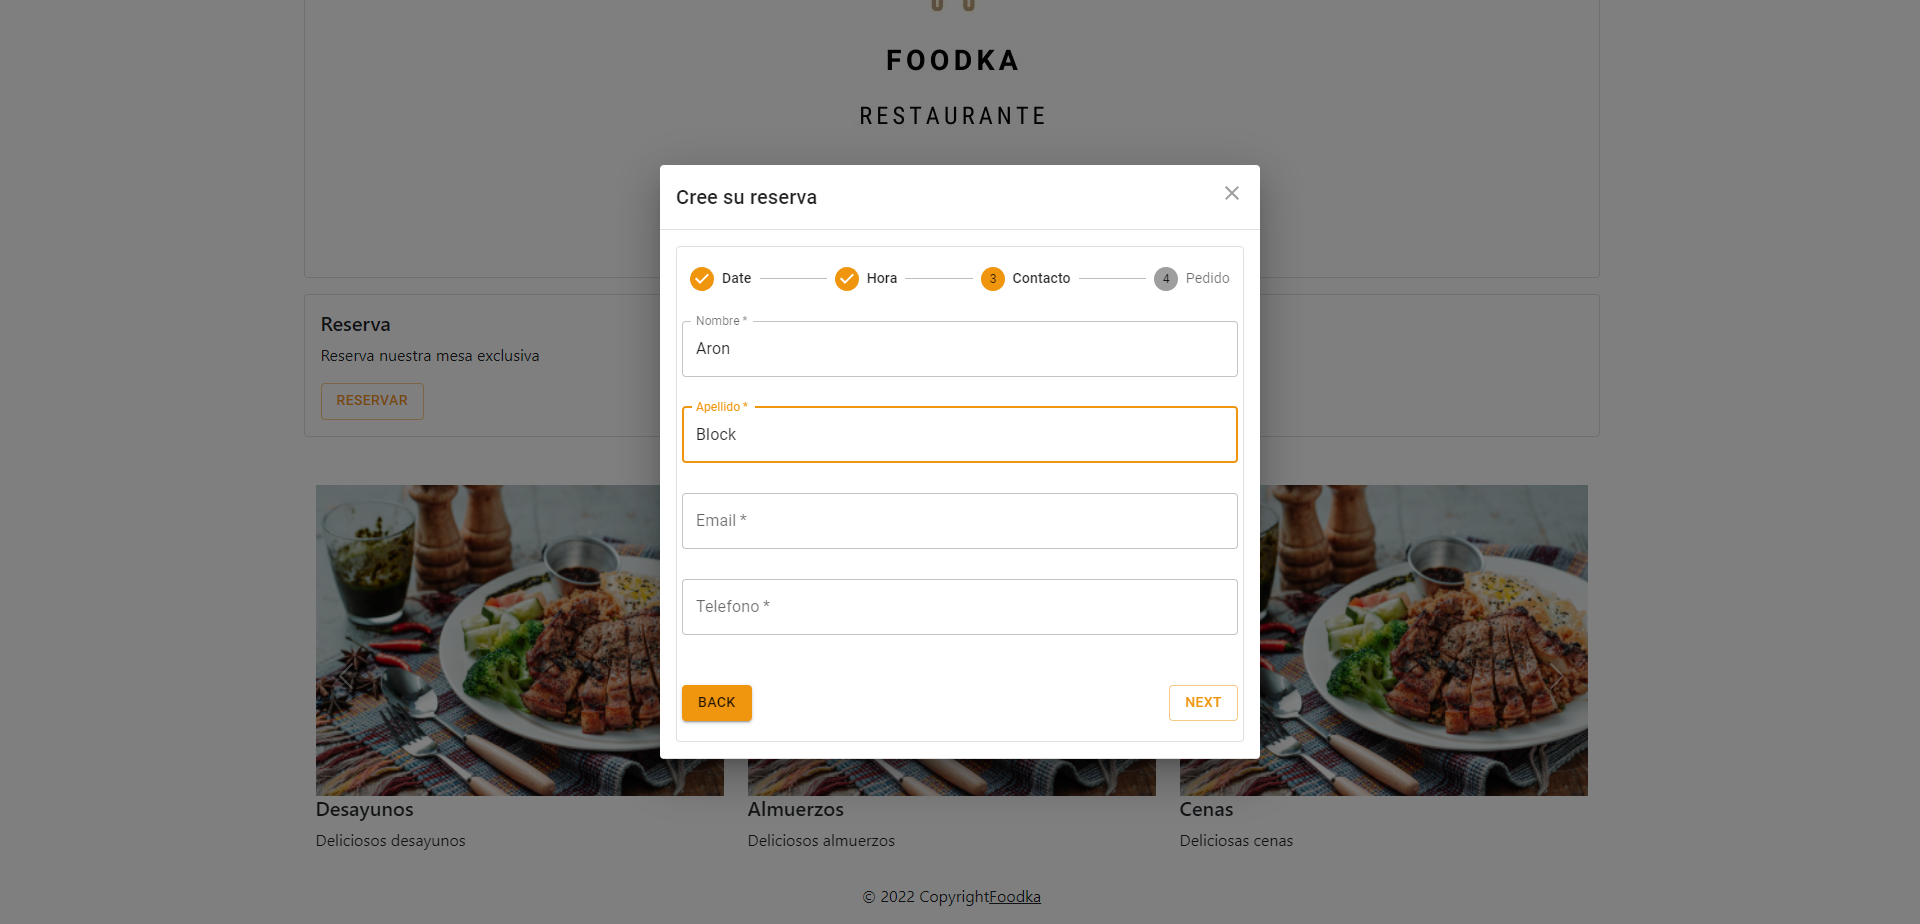 FOODKA
RESTAURANTE
Cree su reserva
Date
Hora
3 Contacto
4 Pedido
Nombre *
Aron
Apellido *
Block
Email *
Telefono *
BACK
NEXT
Reserva
Reserva nuestra mesa exclusiva
RESERVAR
Desayunos
Deliciosos desayunos
Almuerzos
Deliciosos almuerzos
Cenas
Deliciosas cenas
© 2022 CopyrightFoodka